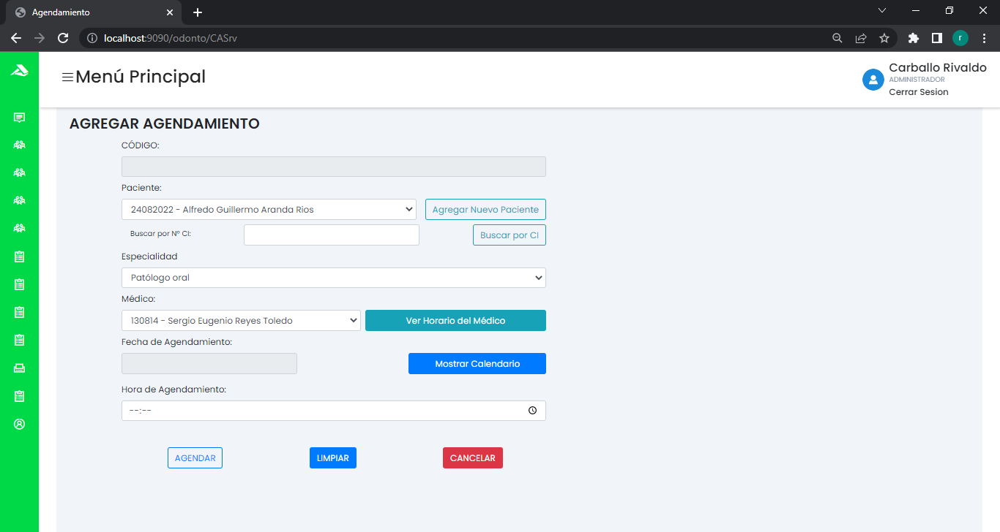 Agendamiento
localhost:9090/odonto/CASrv
r
Menú Principal
Carballo Rivaldo
ADMINISTRADOR
Cerrar Sesion
AGREGAR AGENDAMIENTO
CÓDIGO:
Paciente:
24082022 - Alfredo Guillermo Aranda Rios
Agregar Nuevo Paciente
Buscar por Nº CI:
Buscar por CI
Especialidad
Patólogo oral
Médico:
130814 - Sergio Eugenio Reyes Toledo
Ver Horario del Médico
Fecha de Agendamiento:
Mostrar Calendario
Hora de Agendamiento:
--:--
AGENDAR
LIMPIAR
CANCELAR